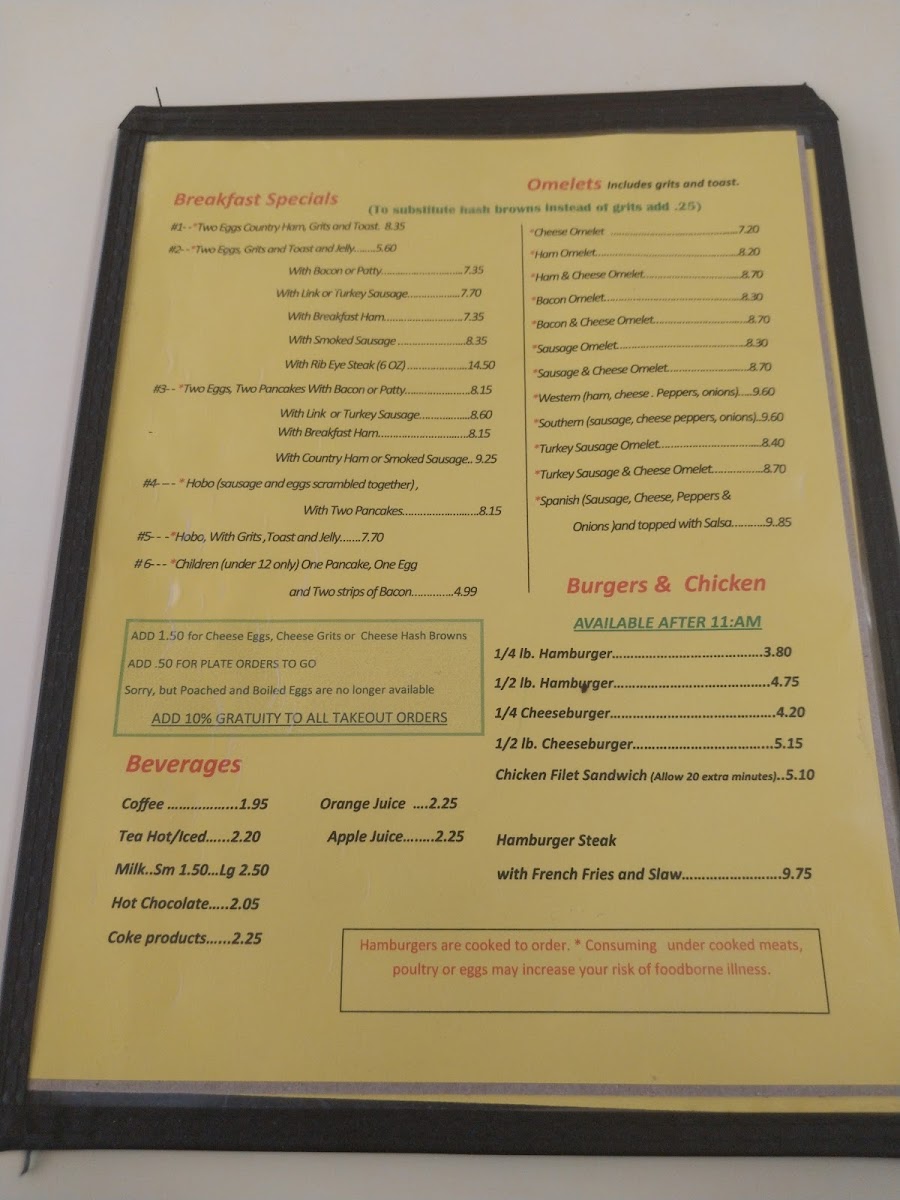 Breakfast Specials
Omelets Includes grits and toast.
(To substitute hash browns instead of grits add .25)
#1- -*Two Eggs Country Ham, Grits and Toast. 8.35
#2- -*Two Eggs, Grits and Toast and Jelly.......5.60
With Bacon or Patty............................7.35
With Link or Turkey Sausage..................7.70
With Breakfast Ham...........................7.35
With Smoked Sausage .......................8.35
With Rib Eye Steak (6 OZ) ....................14.50
#3-- *Two Eggs, Two Pancakes With Bacon or Patty......................8.15
With Link or Turkey Sausage.................8.60
- With Breakfast Ham..............................8.15
With Country Ham or Smoked Sausage.. 9.25
#4- –- * Hobo (sausage and eggs scrambled together) ,
With Two Pancakes..........................8.15
#5- - -*Hobo, With Grits ,Toast and Jelly.......7.70
# 6- - - *Children (under 12 only) One Pancake, One Egg
and Two strips of Bacon..............4.99
*Cheese Omelet ..........................................7.20
*Ham Omelet...............................................8.20
*Ham & Cheese Omelet.................................8.70
*Bacon Omelet.............................................8.30
*Bacon & Cheese Omelet...............................8.70
*Sausage Omelet..........................................8.30
*Sausage & Cheese Omelet...........................8.70
*Western (ham, cheese . Peppers, onions).....9.60
*Southern (sausage, cheese peppers, onions)..9.60
*Turkey Sausage Omelet..................................8.40
*Turkey Sausage & Cheese Omelet.................8.70
*Spanish (Sausage, Cheese, Peppers &
Onions )and topped with Salsa...........9..85
ADD 1.50 for Cheese Eggs, Cheese Grits or Cheese Hash Browns
ADD .50 FOR PLATE ORDERS TO GO
Sorry, but Poached and Boiled Eggs are no longer available
ADD 10% GRATUITY TO ALL TAKEOUT ORDERS
Burgers & Chicken
AVAILABLE AFTER 11:AM
1/4 lb. Hamburger..........................................3.80
1/2 lb. Hamburger...........................................4.75
1/4 Cheeseburger..............................................4.20
1/2 lb. Cheeseburger.......................................5.15
Chicken Filet Sandwich (Allow 20 extra minutes)..5.10
Hamburger Steak
with French Fries and Slaw............................9.75
Beverages
Coffee ...................1.95
Tea Hot/Iced......2.20
Milk..Sm 1.50...Lg 2.50
Hot Chocolate.....2.05
Coke products......2.25
Orange Juice ....2.25
Apple Juice........2.25
Hamburgers are cooked to order. * Consuming under cooked meats,
poultry or eggs may increase your risk of foodborne illness.